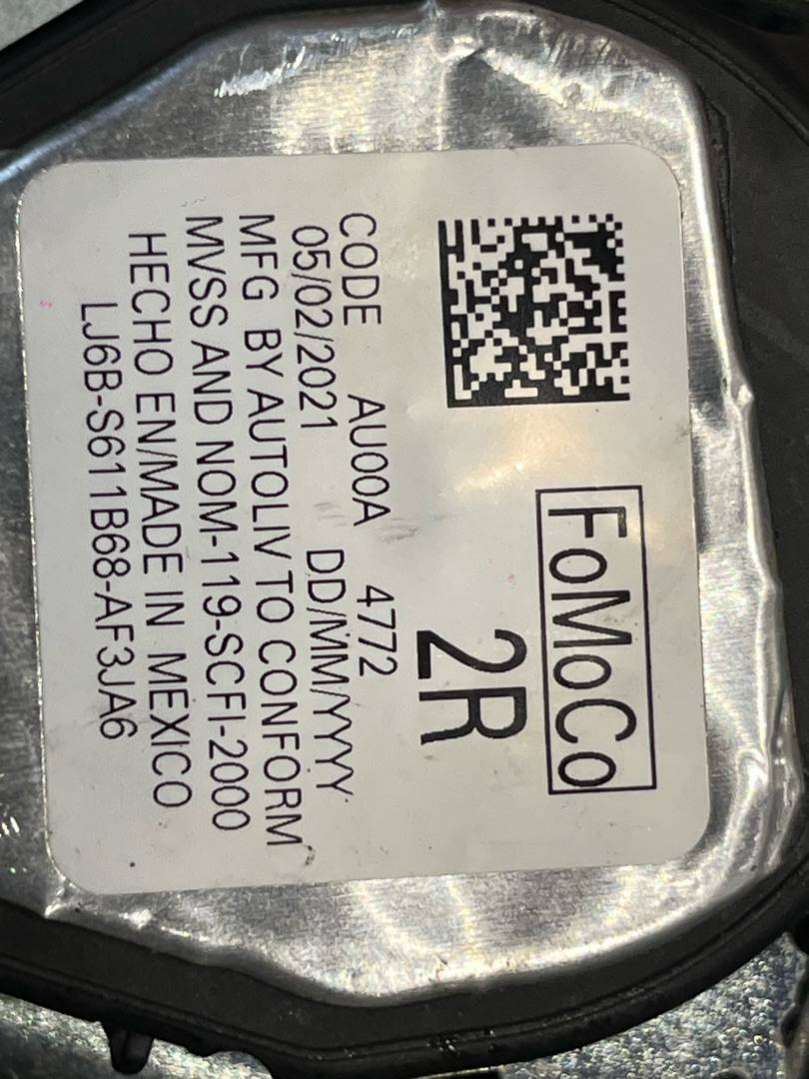 FoMoCo
2R
CODE AU00A 4772
05/02/2021 DD/MM/YYYY
MFG BY AUTOLIV TO CONFORM
MVSS AND NOM-119-SCFI-2000
HECHO EN/MADE IN MEXICO
LJ6B-S611B68-AF3JA6